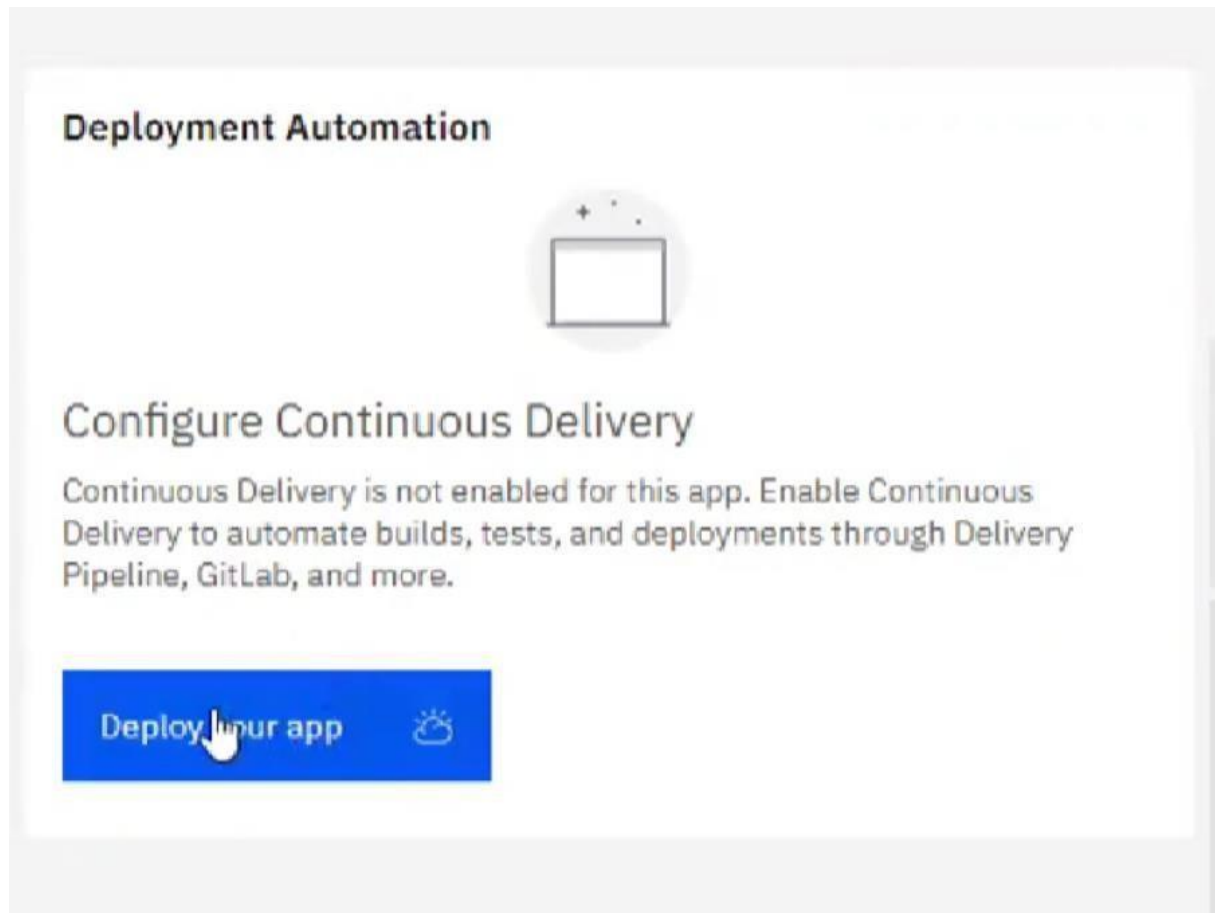 Deployment Automation
Configure Continuous Delivery
Continuous Delivery is not enabled for this app. Enable Continuous
Delivery to automate builds, tests, and deployments through Delivery
Pipeline, GitLab, and more.
Deploy your app